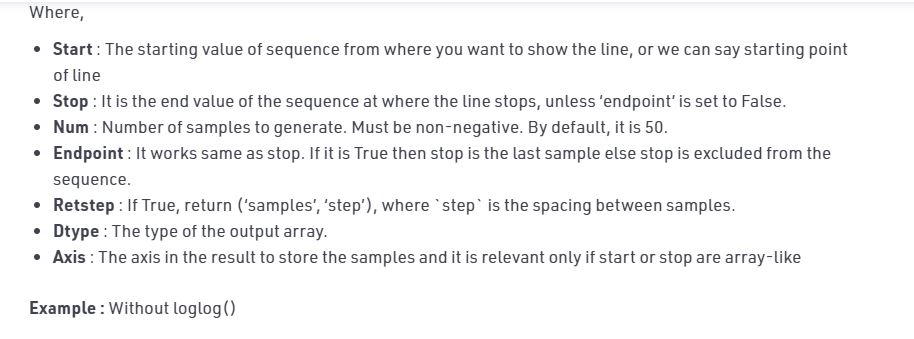 Where,
• Start : The starting value of sequence from where you want to show the line, or we can say starting point
of line
• Stop : It is the end value of the sequence at where the line stops, unless ‘endpoint’ is set to False.
• Num : Number of samples to generate. Must be non-negative. By default, it is 50.
• Endpoint : It works same as stop. If it is True then stop is the last sample else stop is excluded from the
sequence.
• Retstep : If True, return (‘samples’, ‘step’), where `step` is the spacing between samples.
• Dtype : The type of the output array.
• Axis : The axis in the result to store the samples and it is relevant only if start or stop are array-like
Example : Without loglog()